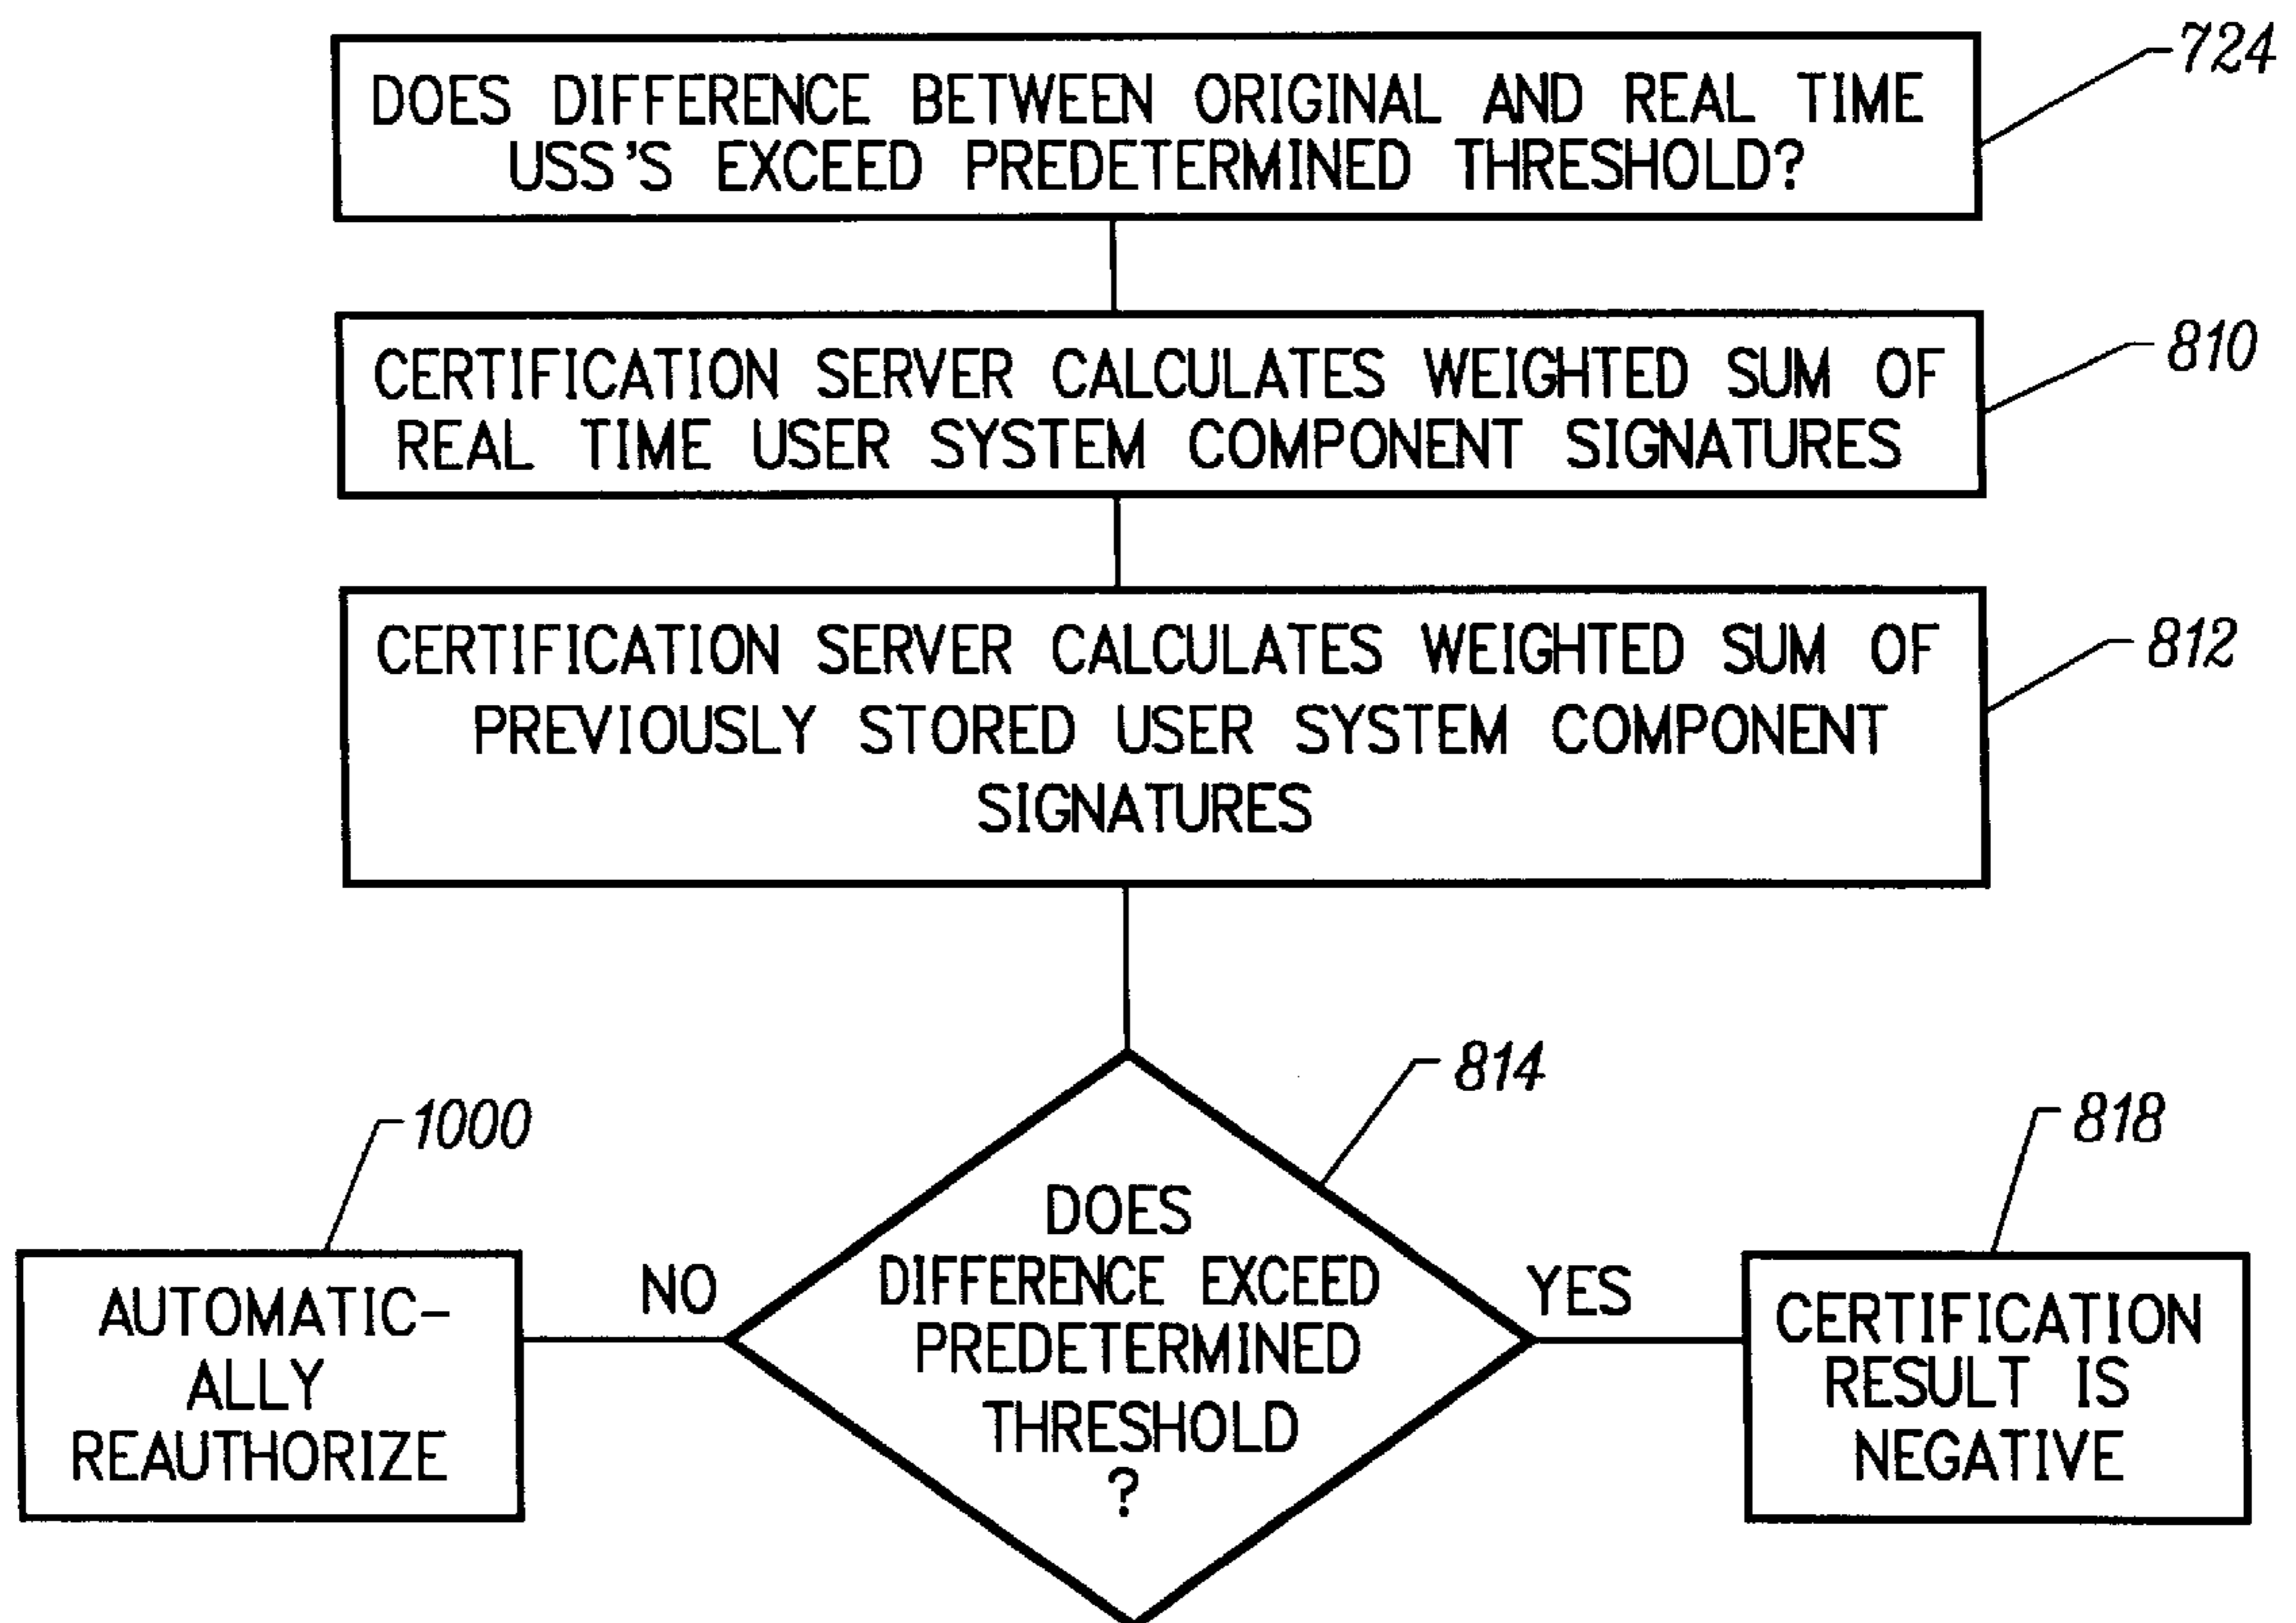 724
DOES DIFFERENCE BETWEEN ORIGINAL AND REAL TIME
USS'S EXCEED PREDETERMINED THRESHOLD?
810
CERTIFICATION SERVER CALCULATES WEIGHTED SUM OF
REAL TIME USER SYSTEM COMPONENT SIGNATURES
812
CERTIFICATION SERVER CALCULATES WEIGHTED SUM OF
PREVIOUSLY STORED USER SYSTEM COMPONENT
SIGNATURES
814
1000
818
DOES
DIFFERENCE EXCEED
PREDETERMINED
THRESHOLD
?
NO
YES
AUTOMATIC-
ALLY
REAUTHORIZE
CERTIFICATION
RESULT IS
NEGATIVE